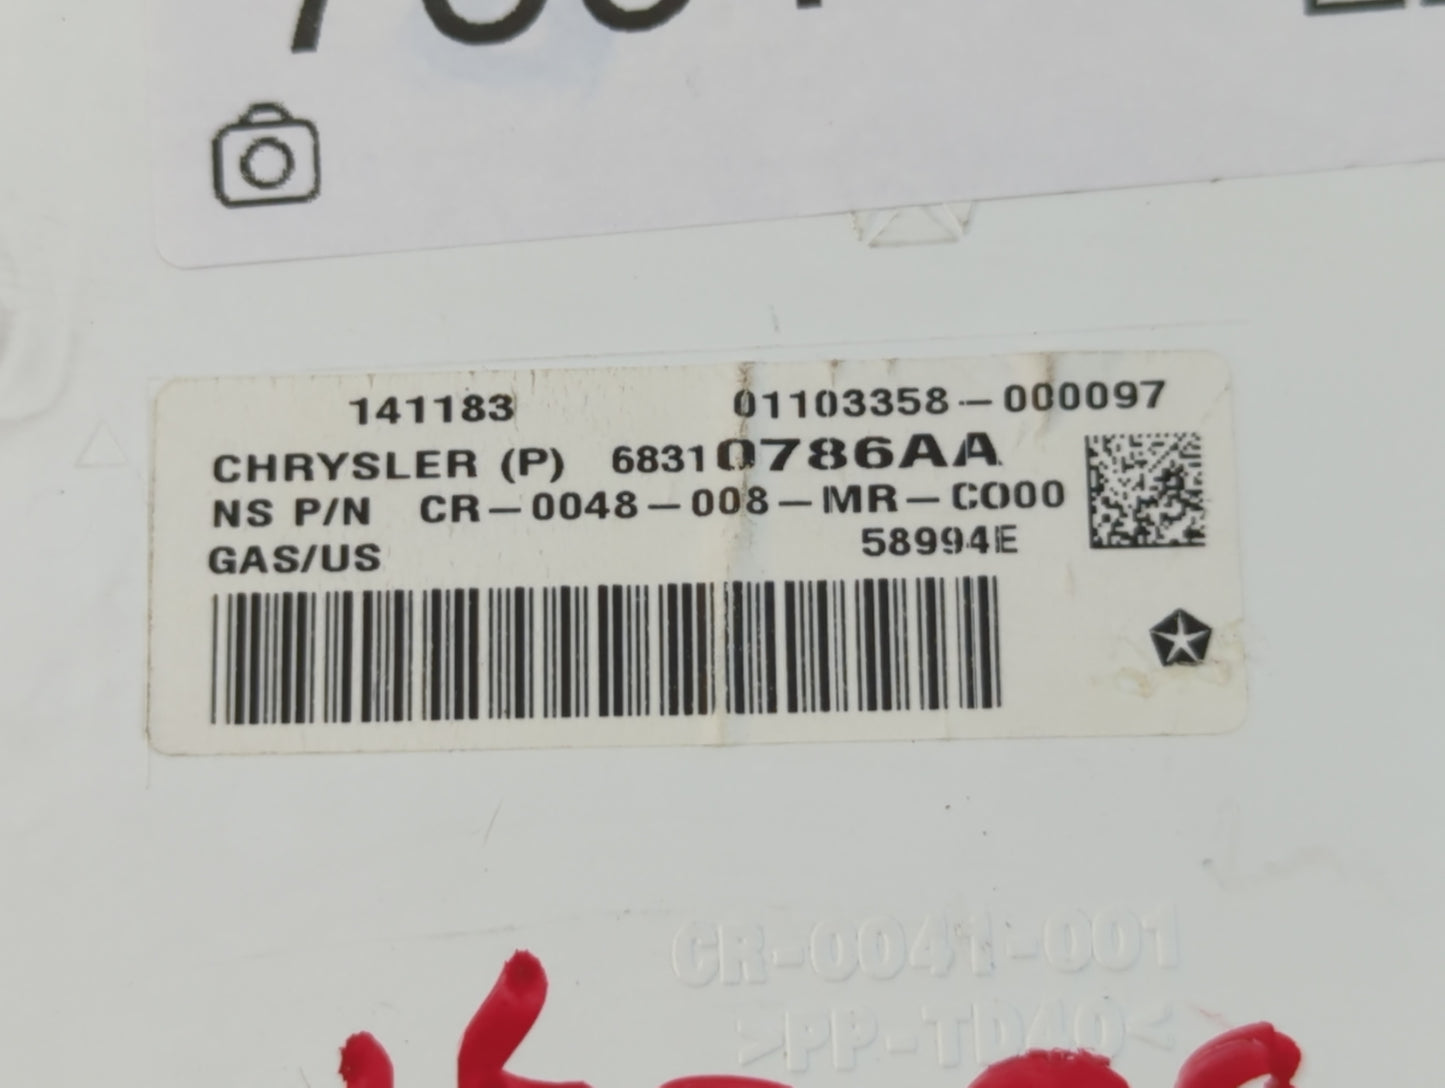 141183 01103358-000097
CHRYSLER (P) 68310786AA
NS P/N CR-0048-008-MR-C000
58994E
GAS/US
CR-0041-001
>PP-TD40<